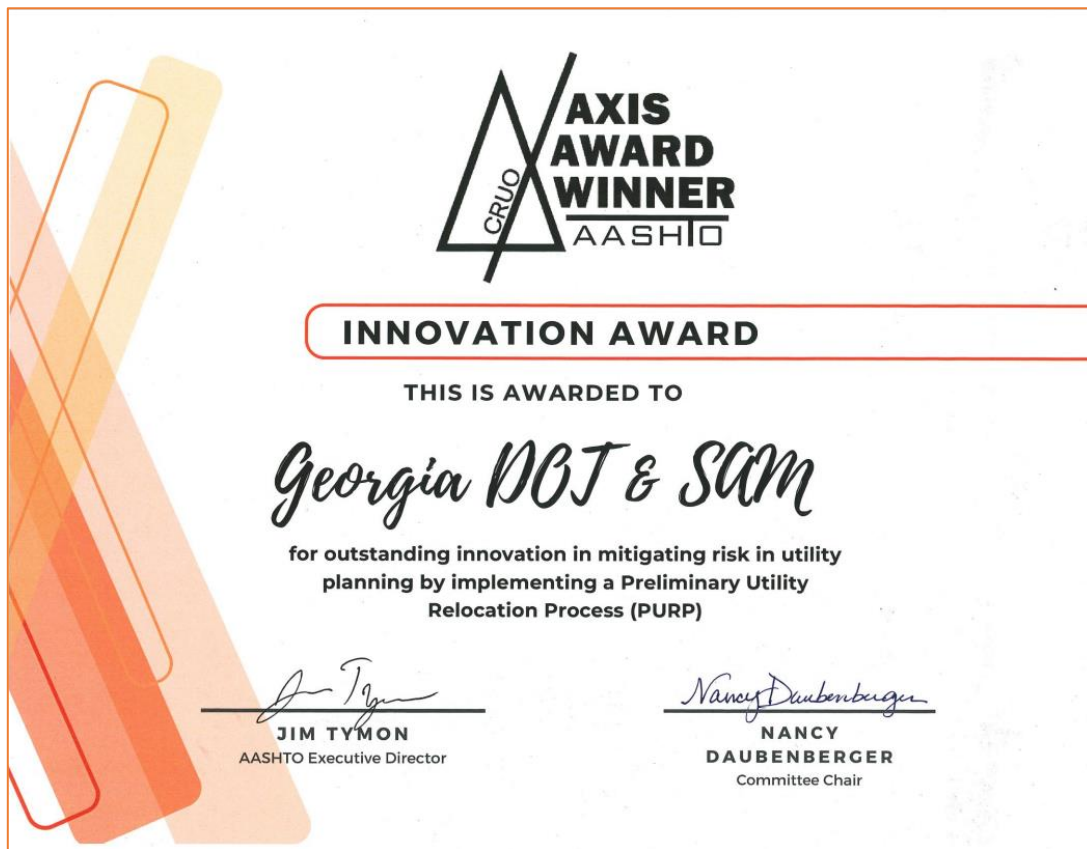 AXIS
AWARD
WINNER
CRUO
AASHTO
INNOVATION AWARD
THIS IS AWARDED TO
Georgia DOT & SAM
for outstanding innovation in mitigating risk in utility
planning by implementing a Preliminary Utility
Relocation Process (PURP)
Jim Tymon
Nancy Daubenberger
JIM TYMON
AASHTO Executive Director
NANCY
DAUBENBERGER
Committee Chair